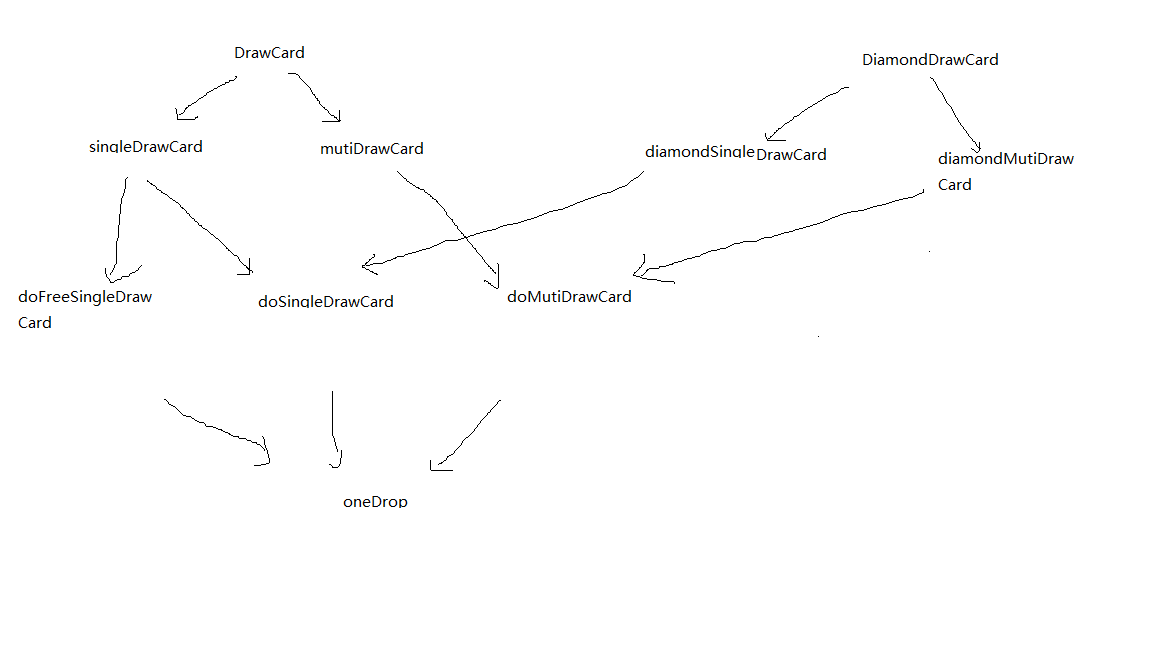 DrawCard
DiamondDrawCard
singleDrawCard
mutiDrawCard
diamondSingleDrawCard
diamondMutiDraw
Card
doFreeSingleDraw
Card
doSingleDrawCard
doMutiDrawCard
oneDrop